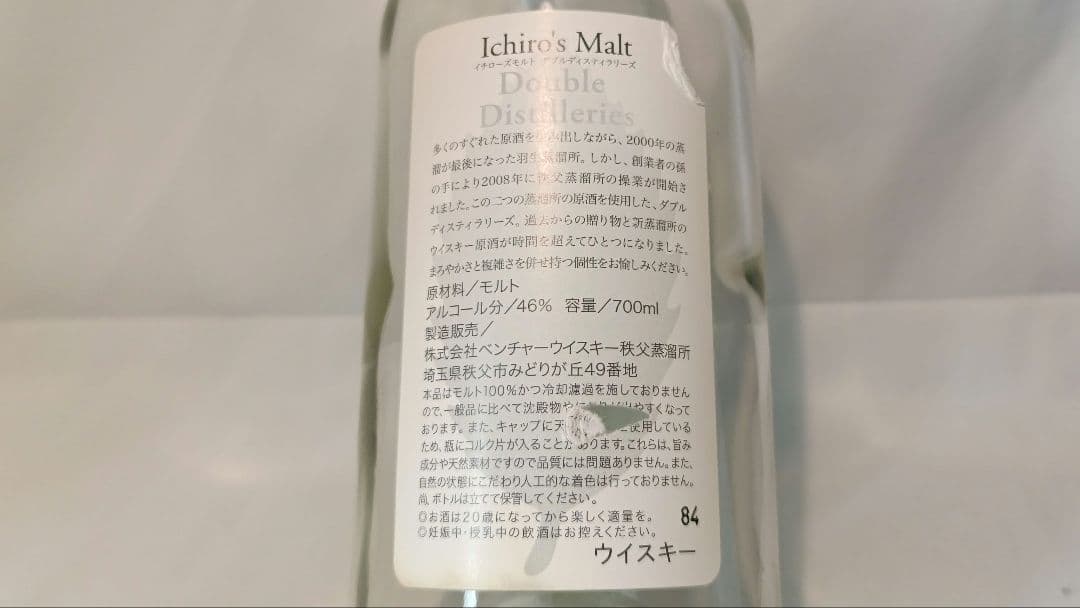 Ichiro's Malt
イチローズモルト ダブルディスティラリーズ
Double
Distilleries
多くのすぐれた原酒を生み出しながら、2000年の蒸
溜が最後になった羽生蒸溜所。しかし、創業者の孫
の手により2008年に秩父蒸溜所の操業が開始さ
れました。この二つの蒸溜所の原酒を使用した、ダブル
ディスティラリーズ。過去からの贈り物と新蒸溜所の
ウイスキー原酒が時間を超えてひとつになりました。
まろやかさと複雑さを併せ持つ個性をお愉しみください。
原材料/モルト
アルコール分/46% 容量/700ml
製造販売/
株式会社ベンチャーウイスキー秩父蒸溜所
埼玉県秩父市みどりが丘49番地
本品はモルト100%かつ冷却濾過を施しておりません
ので、一般品に比べて沈殿物や やすくなって
おります。また、キャップに天 使用している
ため、瓶にコルク片が入ることがあります。これらは、旨み
成分や天然素材ですので品質には問題ありません。また、
自然の状態にこだわり人工的な着色は行っておりません。
尚、ボトルは立てて保管してください。
◎お酒は20歳になってから楽しく適量を。 84
◎妊娠中・授乳中の飲酒はお控えください。
ウイスキー